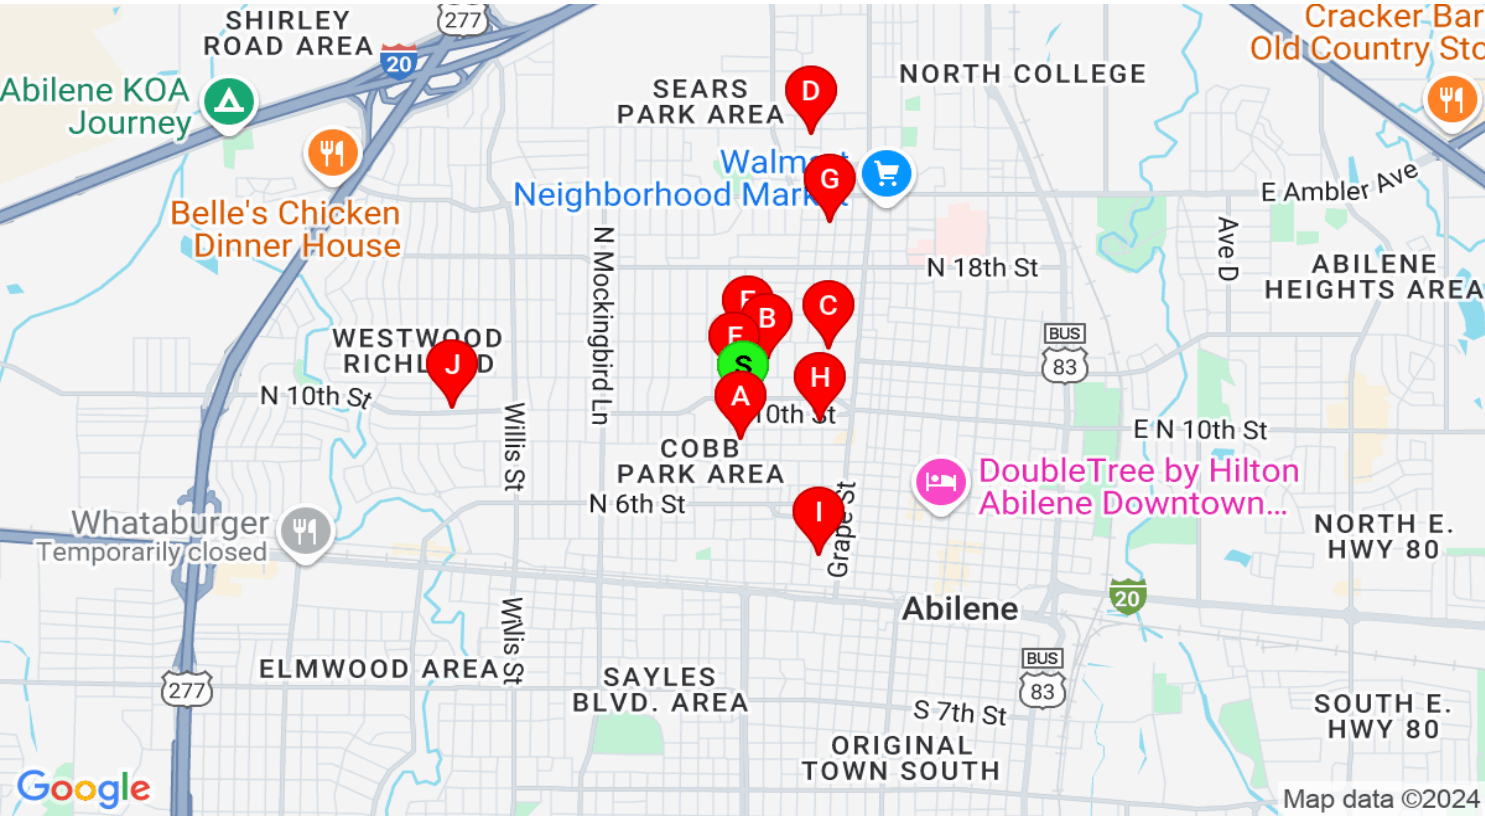 SHIRLEY
ROAD AREA
277
20
Cracker Bar
Old Country Sto
NORTH COLLEGE
SEARS
PARK AREA
D
Abilene KOA
Journey
Neighborhood
G
E Ambler Ave
Belle's Chicken
Dinner House
N Mockingbird Ln
Ave D
N 18th St
ABILENE
HEIGHTS AREA
B
C
WESTWOOD
J
BUS
83
S
H
A
N 10th St
10th St
Willis St
E N 10th St
COBB
PARK AREA
N 6th St
I
Grape St
DoubleTree by Hilton
Abilene Downtown...
Whataburger
Temporarily closed
NORTH E.
HWY 80
Abilene
20
Willis St
ELMWOOD AREA
277
SAYLES
BLVD. AREA
BUS
83
S 7th St
SOUTH E.
HWY 80
ORIGINAL
TOWN SOUTH
Google
Map data ©2024